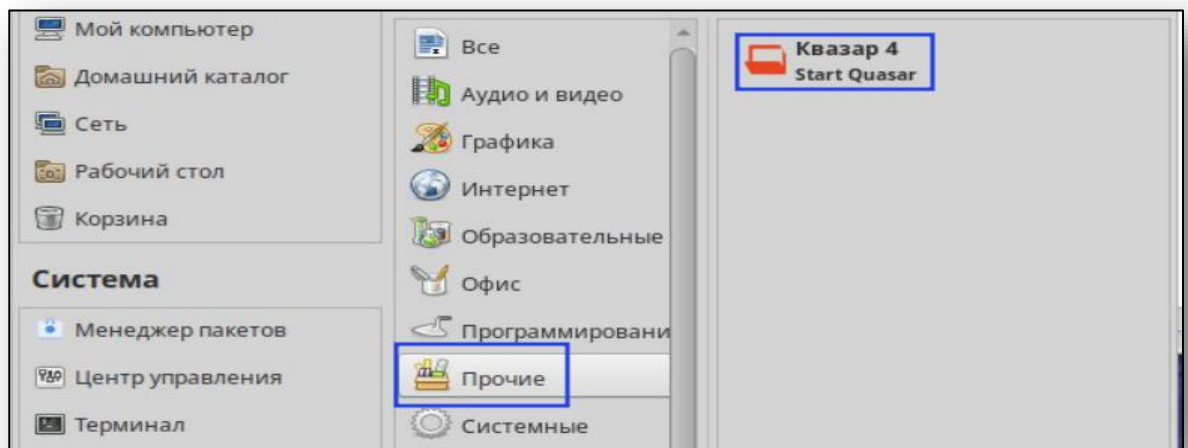 Мой компьютер
Домашний каталог
Сеть
Рабочий стол
Корзина
Система
Менеджер пакетов
Центр управления
Терминал
Все
Аудио и видео
Графика
Интернет
Образовательные
Офис
Программировани
Прочие
Системные
Квазар 4
Start Quasar